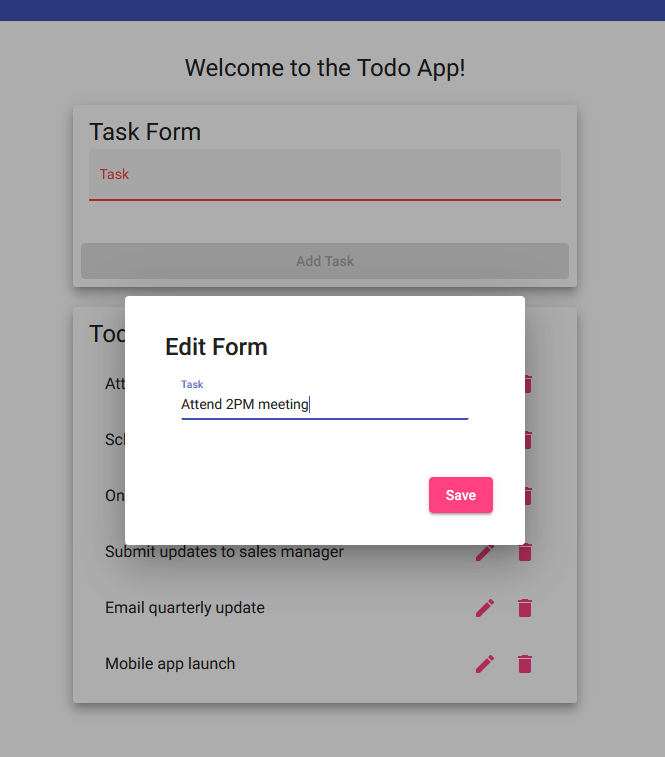 Welcome to the Todo App!
Task Form
Task
Add Task
Edit Form
Task
Attend 2PM meeting
Save
Submit updates to sales manager
Email quarterly update
Mobile app launch